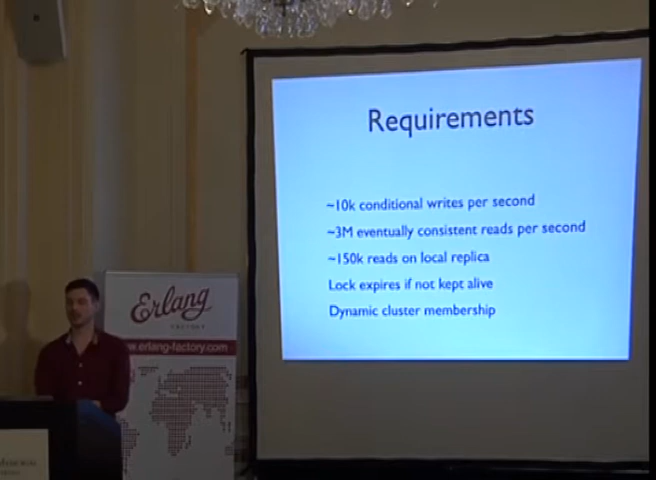 Requirements
~10k conditional writes per second
~3M eventually consistent reads per second
~150k reads on local replica
Lock expires if not kept alive
Dynamic cluster membership
Erlang
FACTORY
w.erlang-factory.com